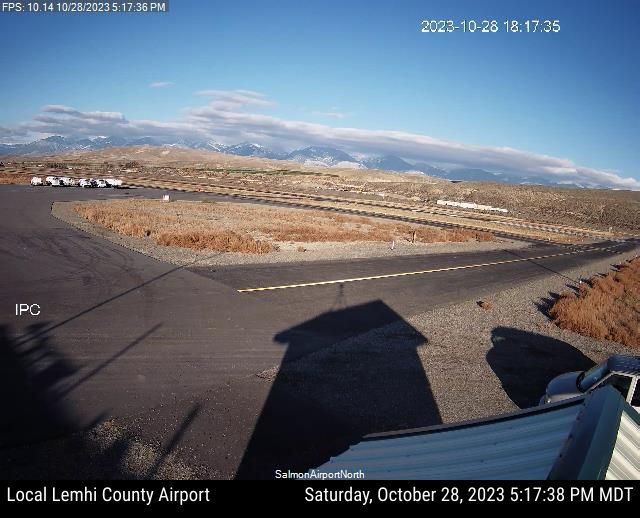 FPS: 10.14 10/28/2023 5:17:36 PM
2023-10-28 18:17:35
IPC
SalmonAirportNorth
Local Lemhi County Airport Saturday, October 28, 2023 5:17:38 PM MDT